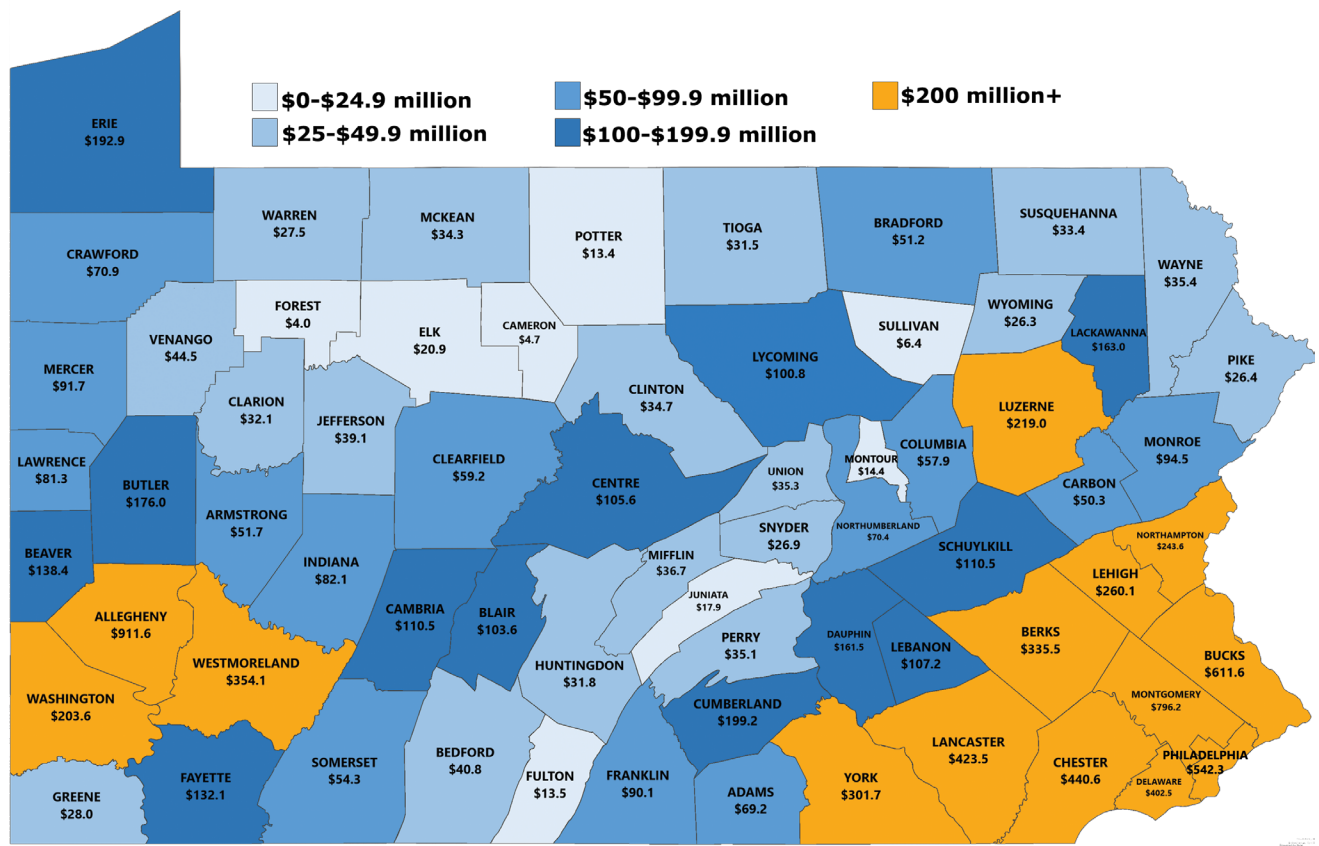 $0-$24.9 million
$50-$99.9 million
$200 million+
$25-$49.9 million
$100-$199.9 million
ERIE
$192.9
WARREN
$27.5
MCKEAN
$34.3
POTTER
$13.4
TIOGA
$31.5
BRADFORD
$51.2
SUSQUEHANNA
$33.4
WAYNE
$35.4
CRAWFORD
$70.9
FOREST
$4.0
ELK
$20.9
CAMERON
$4.7
SULLIVAN
$6.4
WYOMING
$26.3
LACKAWANNA
$163.0
PIKE
$26.4
MERCER
$91.7
VENANGO
$44.5
CLARION
$32.1
JEFFERSON
$39.1
CLINTON
$34.7
LYCOMING
$100.8
LUZERNE
$219.0
MONROE
$94.5
LAWRENCE
$81.3
BUTLER
$176.0
ARMSTRONG
$51.7
CLEARFIELD
$59.2
CENTRE
$105.6
UNION
$35.3
MONTOUR
$14.4
COLUMBIA
$57.9
CARBON
$50.3
BEAVER
$138.4
INDIANA
$82.1
MIFFLIN
$36.7
SNYDER
$26.9
NORTHUMBERLAND
$70.4
SCHUYLKILL
$110.5
NORTHAMPTON
$243.6
LEHIGH
$260.1
ALLEGHENY
$911.6
WESTMORELAND
$354.1
CAMBRIA
$110.5
BLAIR
$103.6
HUNTINGDON
$31.8
JUNIATA
$17.9
PERRY
$35.1
DAUPHIN
$161.5
LEBANON
$107.2
BERKS
$335.5
BUCKS
$611.6
WASHINGTON
$203.6
CUMBERLAND
$199.2
MONTGOMERY
$796.2
GREENE
$28.0
FAYETTE
$132.1
SOMERSET
$54.3
BEDFORD
$40.8
FULTON
$13.5
FRANKLIN
$90.1
ADAMS
$69.2
YORK
$301.7
LANCASTER
$423.5
CHESTER
$440.6
DELAWARE
$402.5
PHILADELPHIA
$542.3